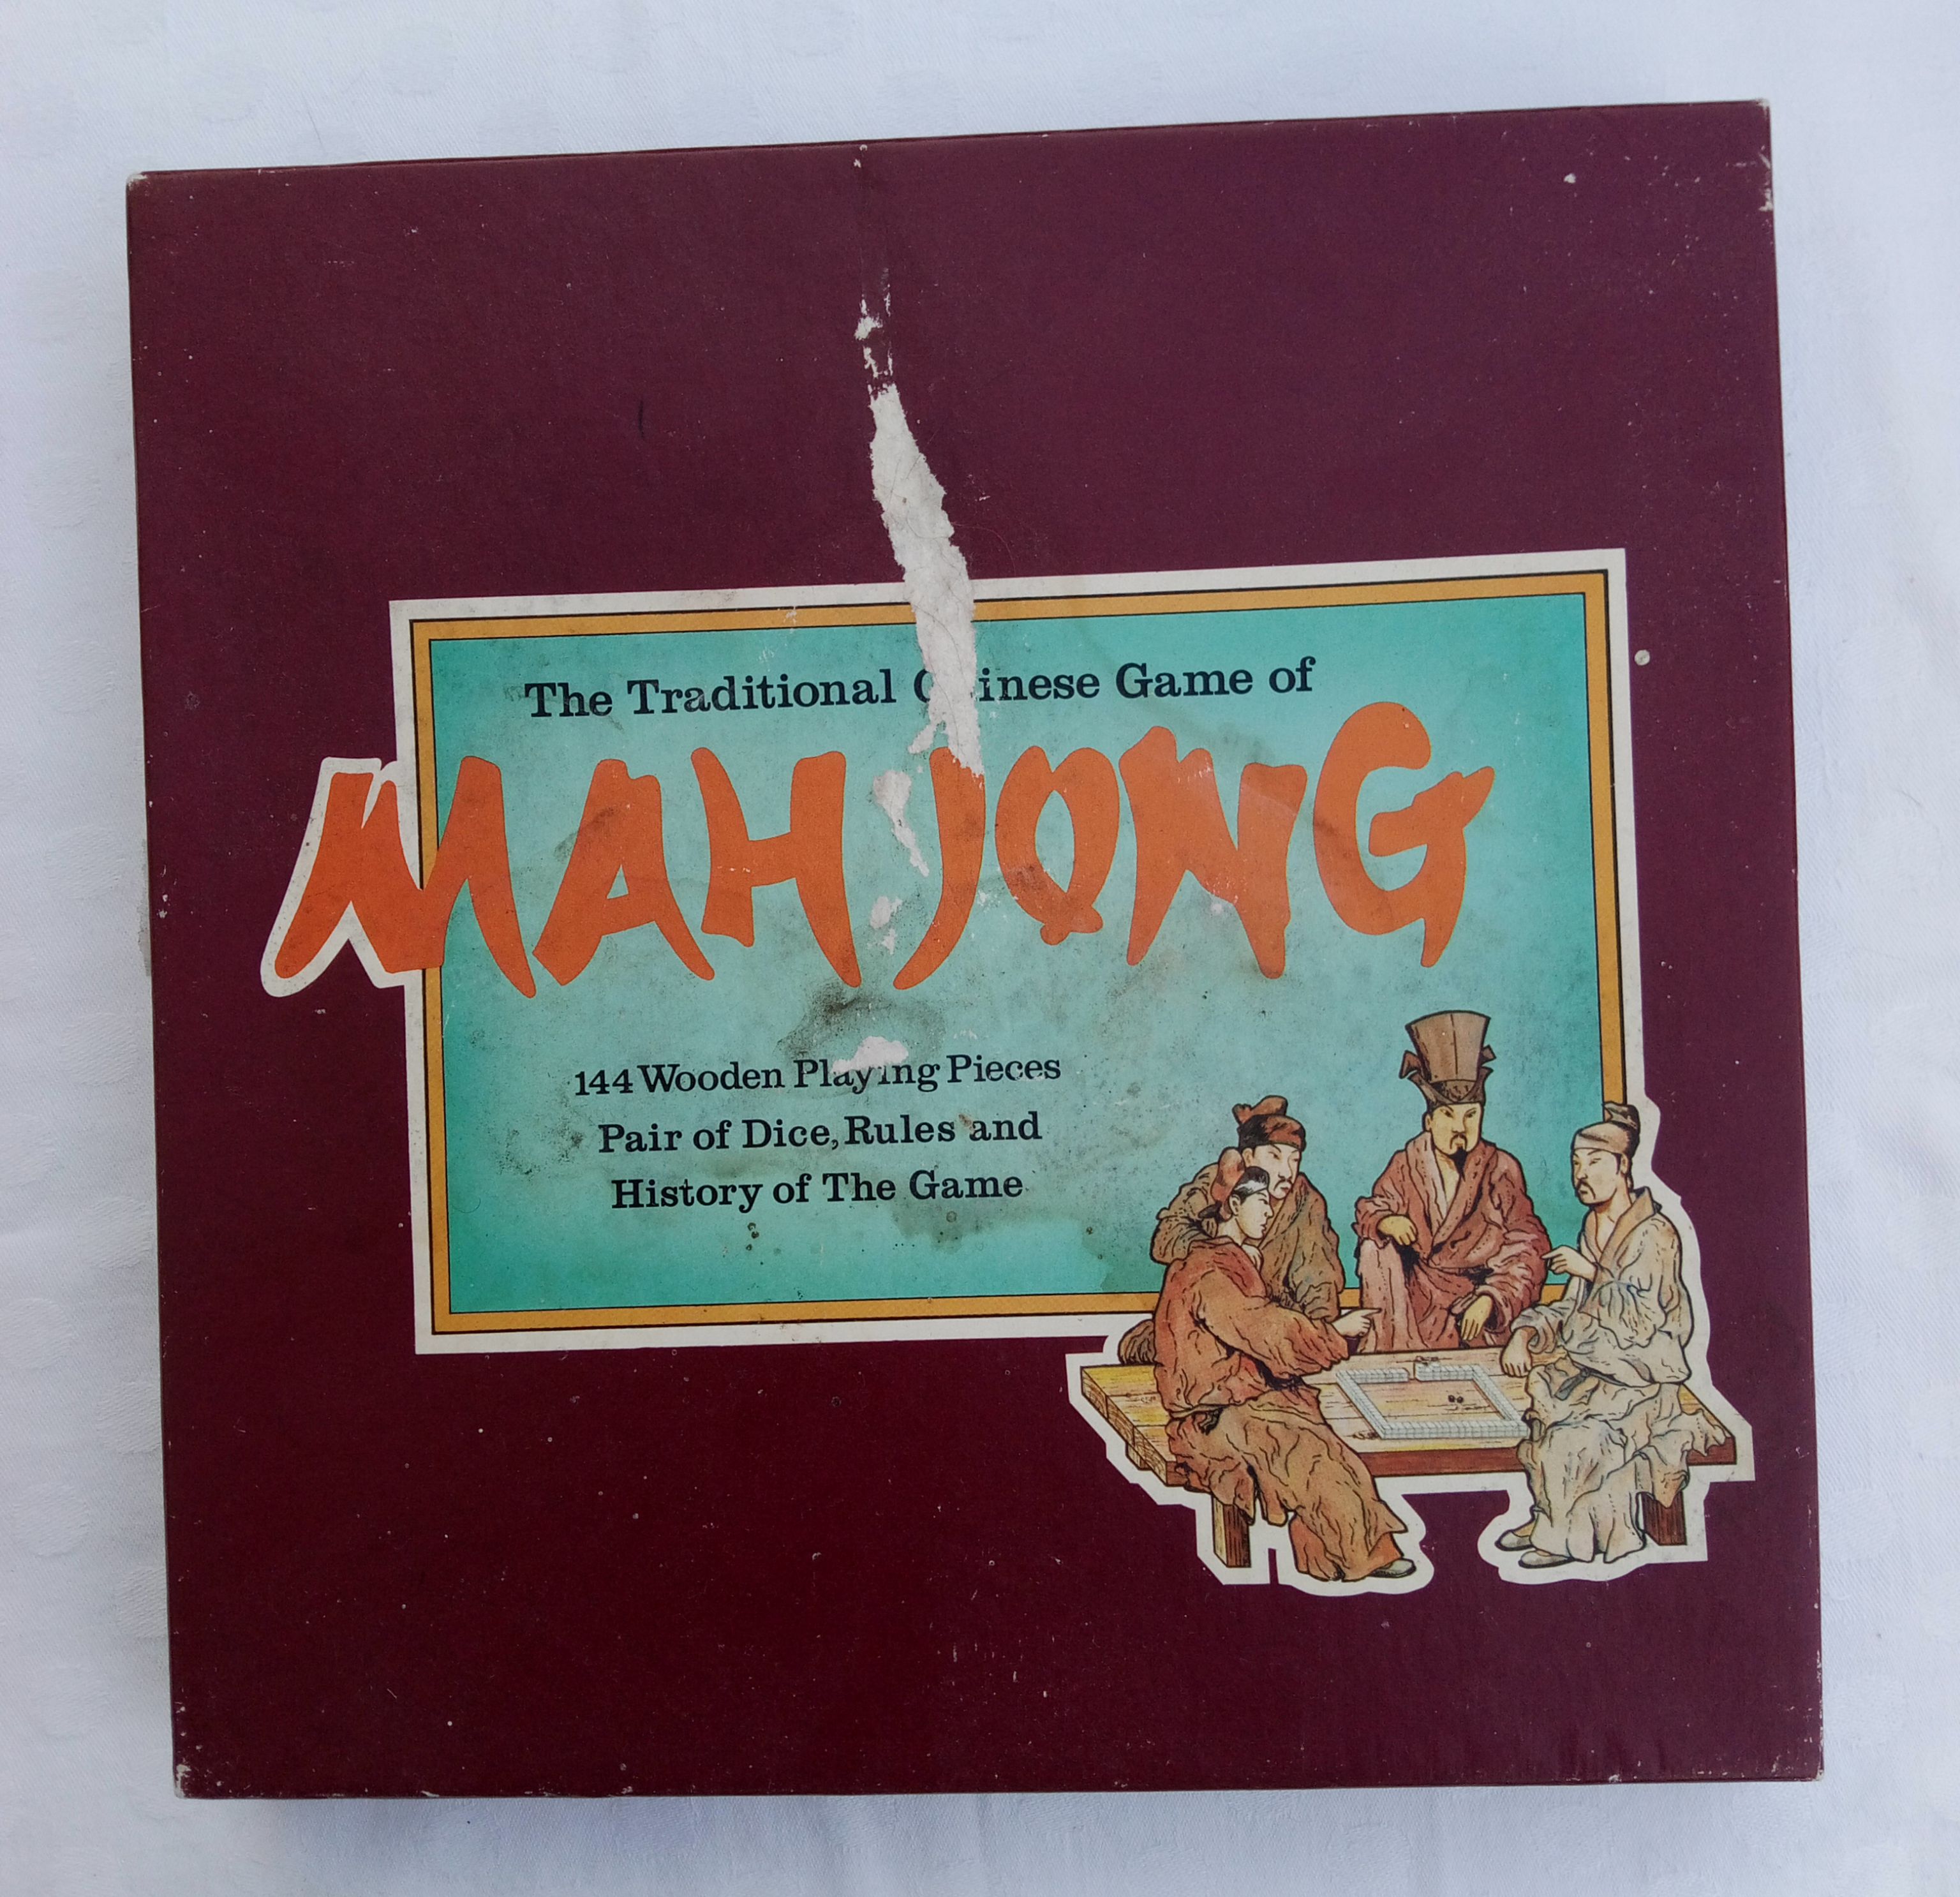 The Traditional Chinese Game of
MAH JONG
144 Wooden Playing Pieces
Pair of Dice, Rules and
History of The Game